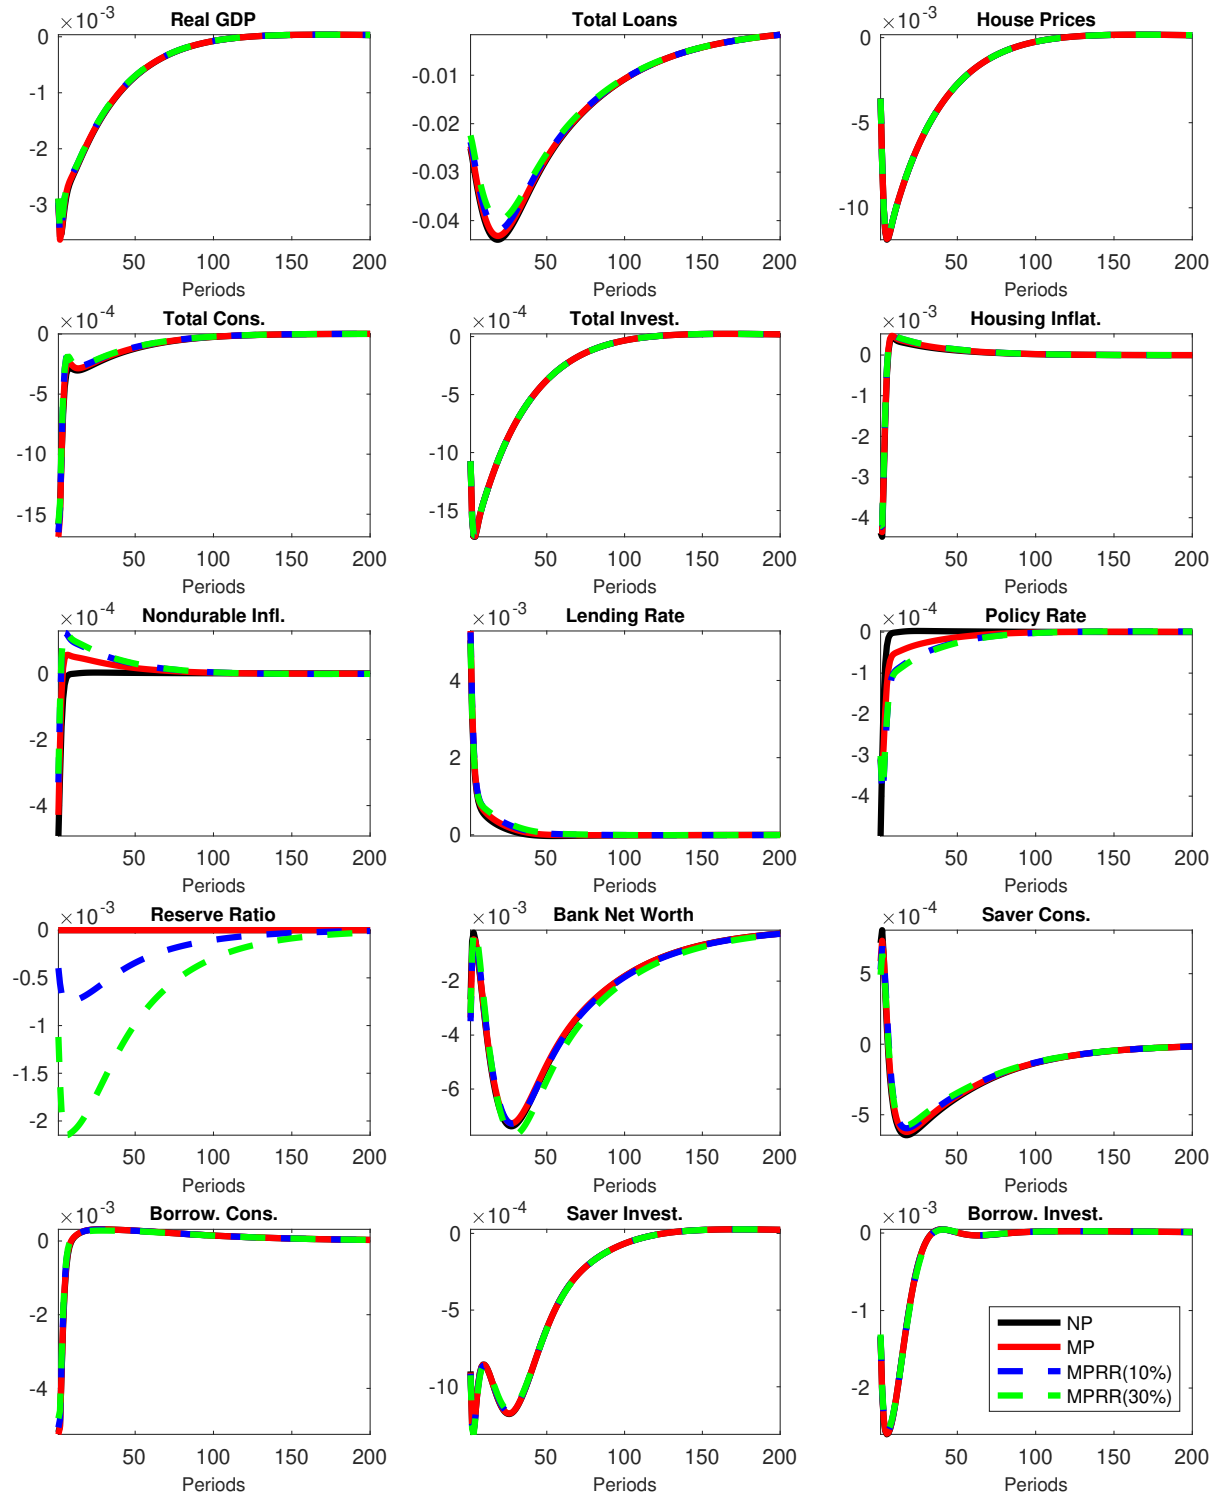 ×10⁻³ Real GDP
0
-1
-2
-3
50 100 150 200
Periods
Total Loans
-0.01
-0.02
-0.03
-0.04
50 100 150 200
Periods
×10⁻³ House Prices
0
-5
-10
50 100 150 200
Periods
×10⁻⁴ Total Cons.
0
-5
-10
-15
50 100 150 200
Periods
×10⁻⁴ Total Invest.
0
-5
-10
-15
50 100 150 200
Periods
×10⁻³ Housing Inflat.
0
-1
-2
-3
-4
50 100 150 200
Periods
×10⁻⁴ Nondurable Infl.
0
-2
-4
50 100 150 200
Periods
×10⁻³ Lending Rate
4
2
0
50 100 150 200
Periods
×10⁻⁴ Policy Rate
0
-1
-2
-3
-4
50 100 150 200
Periods
×10⁻³ Reserve Ratio
0
-0.5
-1
-1.5
-2
50 100 150 200
Periods
×10⁻³ Bank Net Worth
-2
-4
-6
50 100 150 200
Periods
×10⁻⁴ Saver Cons.
5
0
-5
50 100 150 200
Periods
×10⁻³ Borrow. Cons.
0
-2
-4
50 100 150 200
Periods
×10⁻⁴ Saver Invest.
0
-5
-10
50 100 150 200
Periods
×10⁻³ Borrow. Invest.
0
-1
-2
50 100 150 200
Periods
NP
MP
MPRR(10%)
MPRR(30%)